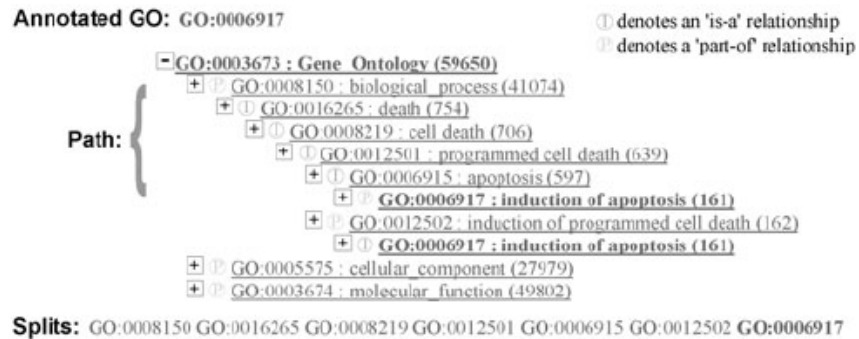 Annotated GO: GO:0006917
Ⓘ denotes an 'is-a' relationship
Ⓟ denotes a 'part-of' relationship
- GO:0003673 : Gene_Ontology (59650)
+ Ⓟ GO:0008150 : biological_process (41074)
+ Ⓘ GO:0016265 : death (754)
+ Ⓘ GO:0008219 : cell death (706)
Path:
+ Ⓘ GO:0012501 : programmed cell death (639)
+ Ⓘ GO:0006915 : apoptosis (597)
+ Ⓟ GO:0006917 : induction of apoptosis (161)
+ Ⓟ GO:0012502 : induction of programmed cell death (162)
+ Ⓘ GO:0006917 : induction of apoptosis (161)
+ Ⓟ GO:0005575 : cellular_component (27979)
+ Ⓟ GO:0003674 : molecular_function (49802)
Splits: GO:0008150 GO:0016265 GO:0008219 GO:0012501 GO:0006915 GO:0012502 GO:0006917